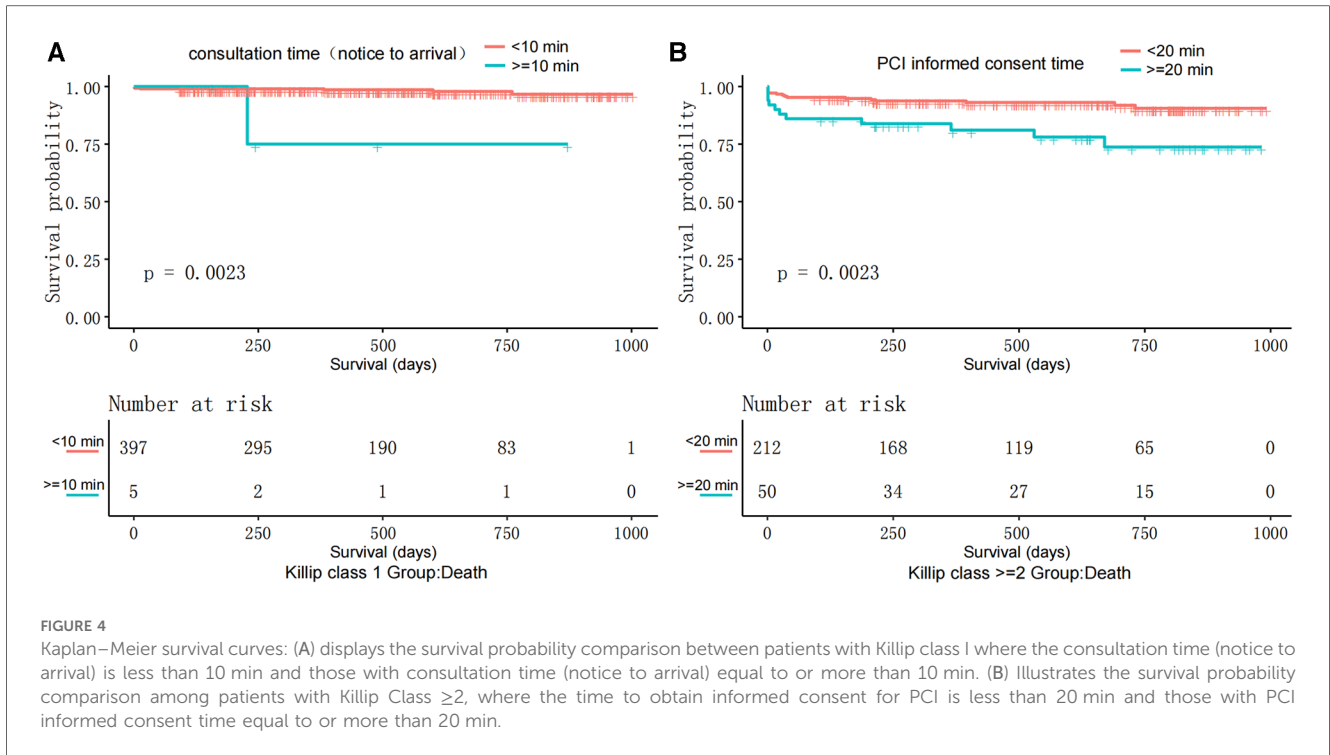 A
consultation time（notice to arrival）
<10 min
>=10 min
Survival probability
1.00
0.75
0.50
0.25
0.00
p = 0.0023
0 250 500 750 1000
Survival (days)
Number at risk
<10 min 397 295 190 83 1
>=10 min 5 2 1 1 0
0 250 500 750 1000
Survival (days)
Killip class 1 Group:Death
B
PCI informed consent time
<20 min
>=20 min
Survival probability
1.00
0.75
0.50
0.25
0.00
p = 0.0023
0 250 500 750 1000
Survival (days)
Number at risk
<20 min 212 168 119 65 0
>=20 min 50 34 27 15 0
0 250 500 750 1000
Survival (days)
Killip class >=2 Group:Death
FIGURE 4
Kaplan–Meier survival curves: (A) displays the survival probability comparison between patients with Killip class I where the consultation time (notice to
arrival) is less than 10 min and those with consultation time (notice to arrival) equal to or more than 10 min. (B) Illustrates the survival probability
comparison among patients with Killip Class ≥2, where the time to obtain informed consent for PCI is less than 20 min and those with PCI
informed consent time equal to or more than 20 min.